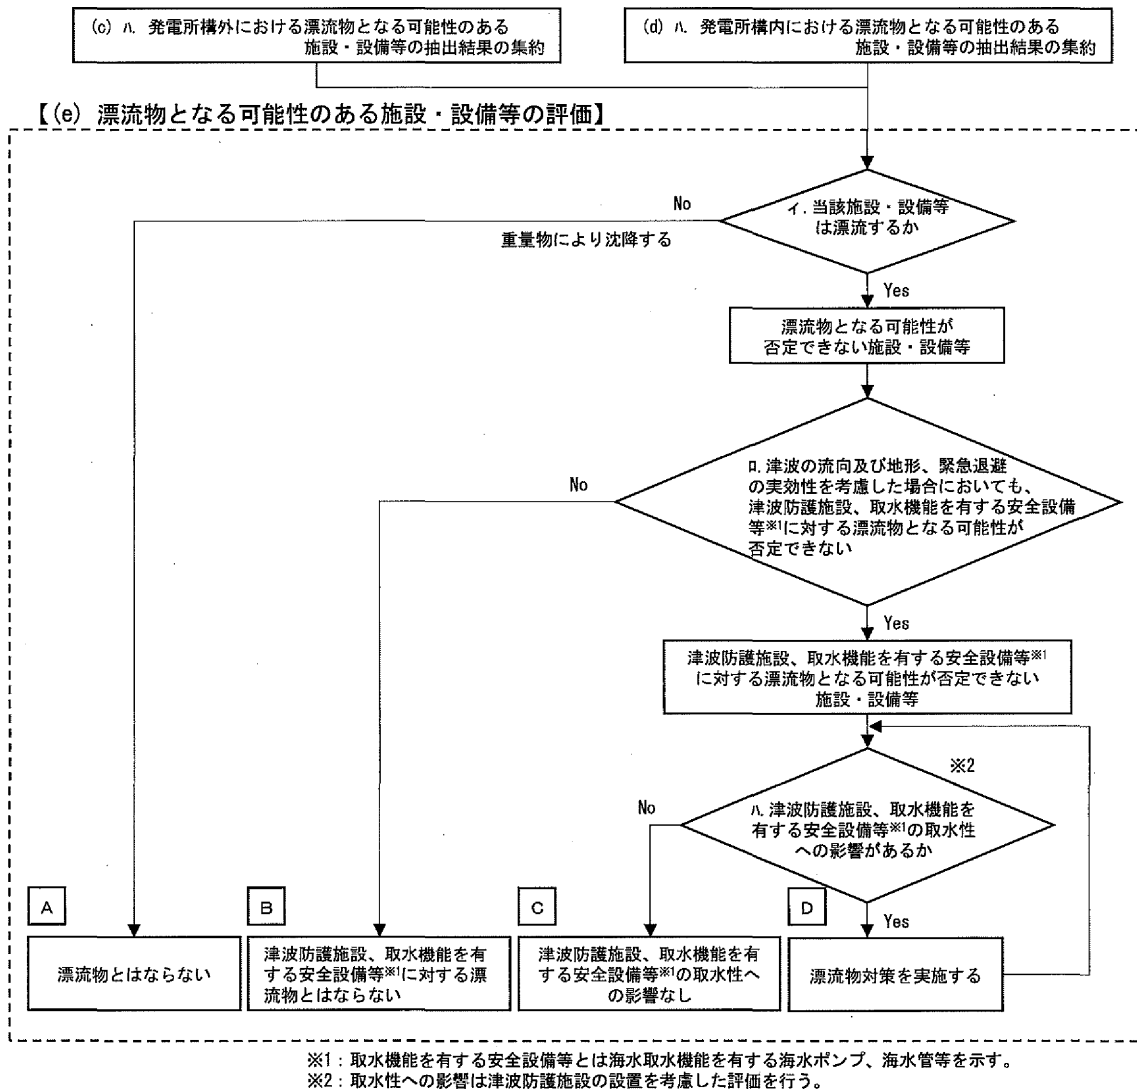 (c) ハ. 発電所構外における漂流物となる可能性のある
施設・設備等の抽出結果の集約
(d) ハ. 発電所構内における漂流物となる可能性のある
施設・設備等の抽出結果の集約
【(e) 漂流物となる可能性のある施設・設備等の評価】
イ. 当該施設・設備等
は漂流するか
No
重量物により沈降する
Yes
漂流物となる可能性が
否定できない施設・設備等
ロ. 津波の流向及び地形、緊急退避
の実効性を考慮した場合においても、
津波防護施設、取水機能を有する安全設備
等※1に対する漂流物となる可能性が
否定できない
No
Yes
津波防護施設、取水機能を有する安全設備等※1
に対する漂流物となる可能性が否定できない
施設・設備等
※2
ハ. 津波防護施設、取水機能を
有する安全設備等※1の取水性
への影響があるか
No
Yes
A
漂流物とはならない
B
津波防護施設、取水機能を有
する安全設備等※1に対する漂
流物とはならない
C
津波防護施設、取水機能を有
する安全設備等※1の取水性へ
の影響なし
D
漂流物対策を実施する
※1：取水機能を有する安全設備等とは海水取水機能を有する海水ポンプ、海水管等を示す。
※2：取水性への影響は津波防護施設の設置を考慮した評価を行う。